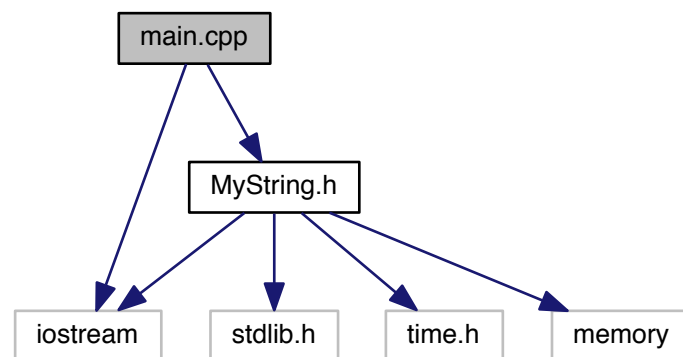 main.cpp
MyString.h
iostream
stdlib.h
time.h
memory